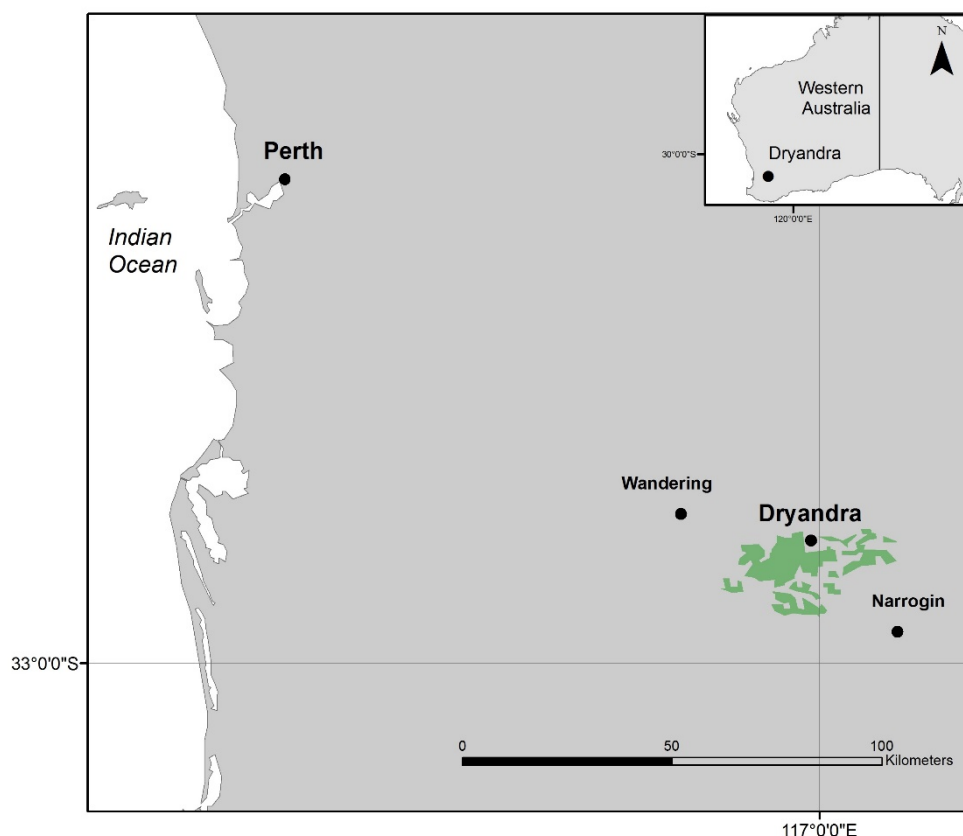 N
Western
Australia
30°0'0"S
Dryandra
120°0'0"E
Perth
Indian
Ocean
Wandering
Dryandra
Narrogin
33°0'0"S
0 50 100
Kilometers
117°0'0"E